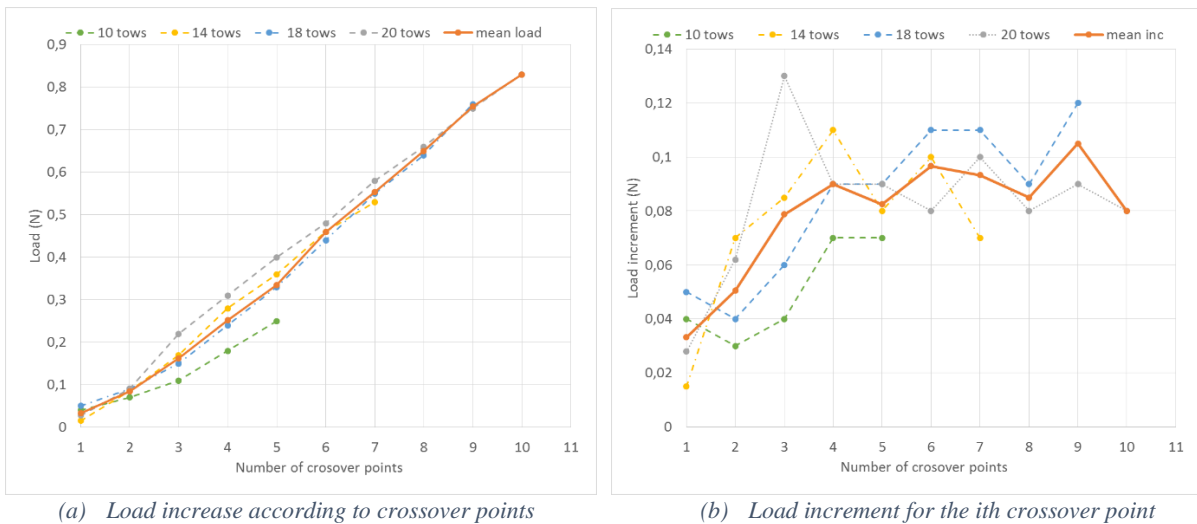 10 tows 14 tows 18 tows 20 tows mean load
0,9
0,8
0,7
0,6
0,5
0,4
0,3
0,2
0,1
0
Load (N)
1 2 3 4 5 6 7 8 9 10 11
Number of crosover points
(a) Load increase according to crossover points
10 tows 14 tows 18 tows 20 tows mean inc
0,14
0,12
0,1
0,08
0,06
0,04
0,02
0
Load increment (N)
1 2 3 4 5 6 7 8 9 10 11
Number of crossover points
(b) Load increment for the ith crossover point